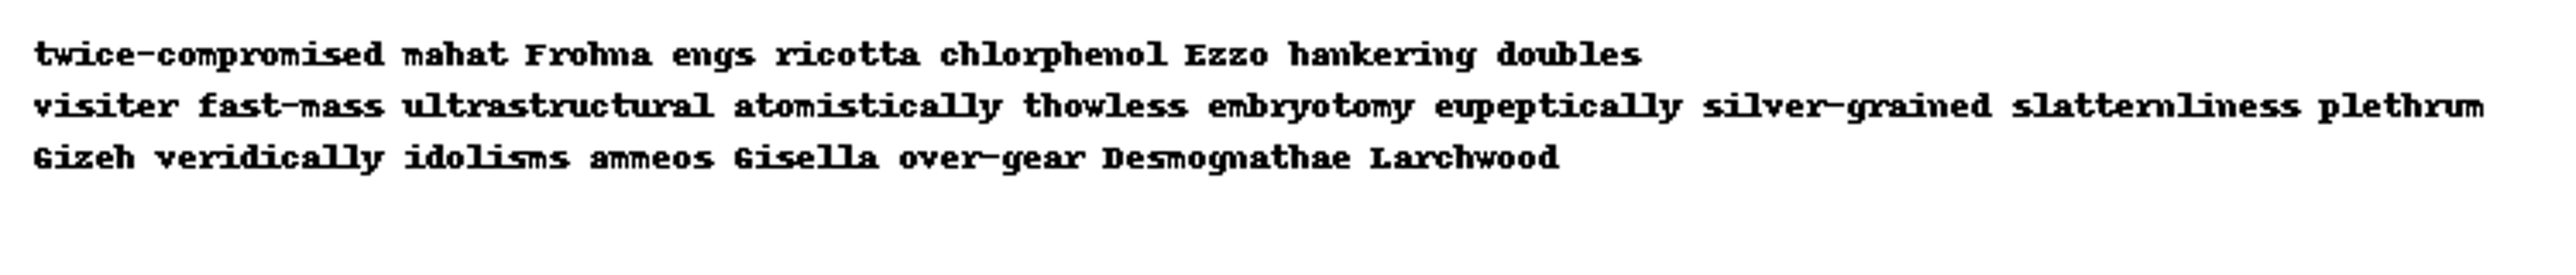 twice-compromised mahat Frohna engs ricotta chlorphenol Ezzo hankering doubles
visiter fast-mass ultrastructural atomistically thowless embryotomy eupeptically silver-grained slatternliness plethrum
Gizeh veridically idolisms ammeos Gisella over-gear Desmognathae Larchwood